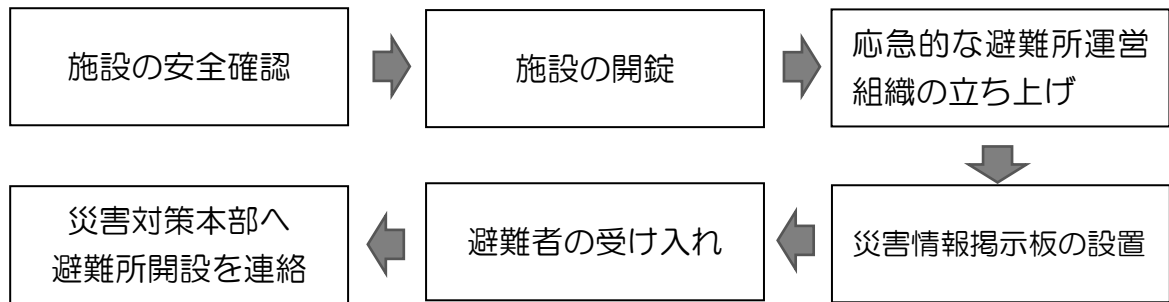 施設の安全確認
施設の開錠
応急的な避難所運営
組織の立ち上げ
災害情報掲示板の設置
避難者の受け入れ
災害対策本部へ
避難所開設を連絡